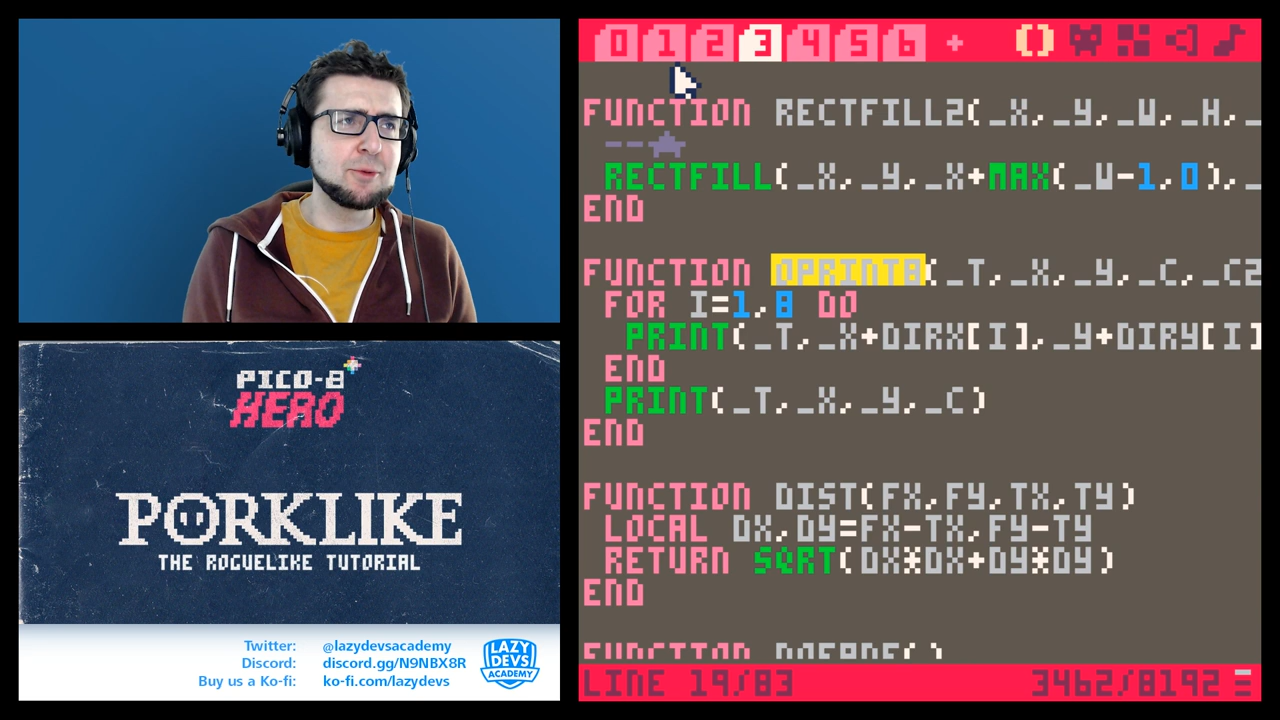 0 1 2 3 4 5 6 +
FUNCTION RECTFILL2(_X,_Y,_W,_H,_
--
RECTFILL(_X,_Y,_X+MAX(_W-1,0),_
END
FUNCTION OPRINT8(_T,_X,_Y,_C,_C2
FOR I=1,8 DO
PRINT(_T,_X+DIRX[I],_Y+DIRY[I]
END
PRINT(_T,_X,_Y,_C)
END
FUNCTION DIST(FX,FY,TX,TY)
LOCAL DX,DY=FX-TX,FY-TY
RETURN SQRT(DX*DX+DY*DY)
END
FUNCTION DOFADE()
LINE 19/83 3462/8192
PICO-8
HERO
PORKLIKE
THE ROGUELIKE TUTORIAL
Twitter: @lazydevsacademy
Discord: discord.gg/N9NBX8R
Buy us a Ko-fi: ko-fi.com/lazydevs
LAZY
DEVS
ACADEMY